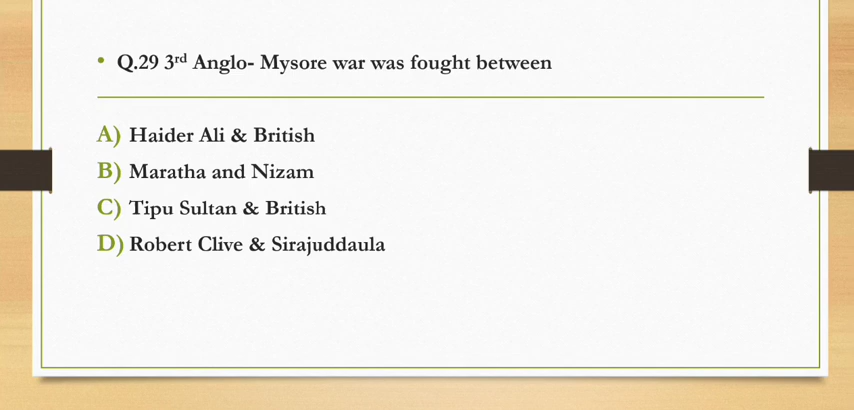 • Q.29 3rd Anglo- Mysore war was fought between
A) Haider Ali & British
B) Maratha and Nizam
C) Tipu Sultan & British
D) Robert Clive & Sirajuddaula